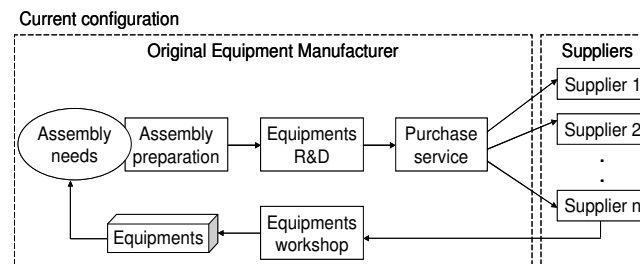 Current configuration
Original Equipment Manufacturer
Suppliers
Assembly
needs
Assembly
preparation
Equipments
R&D
Purchase
service
Supplier 1
Supplier 2
.
.
Supplier n
Equipments
Equipments
workshop